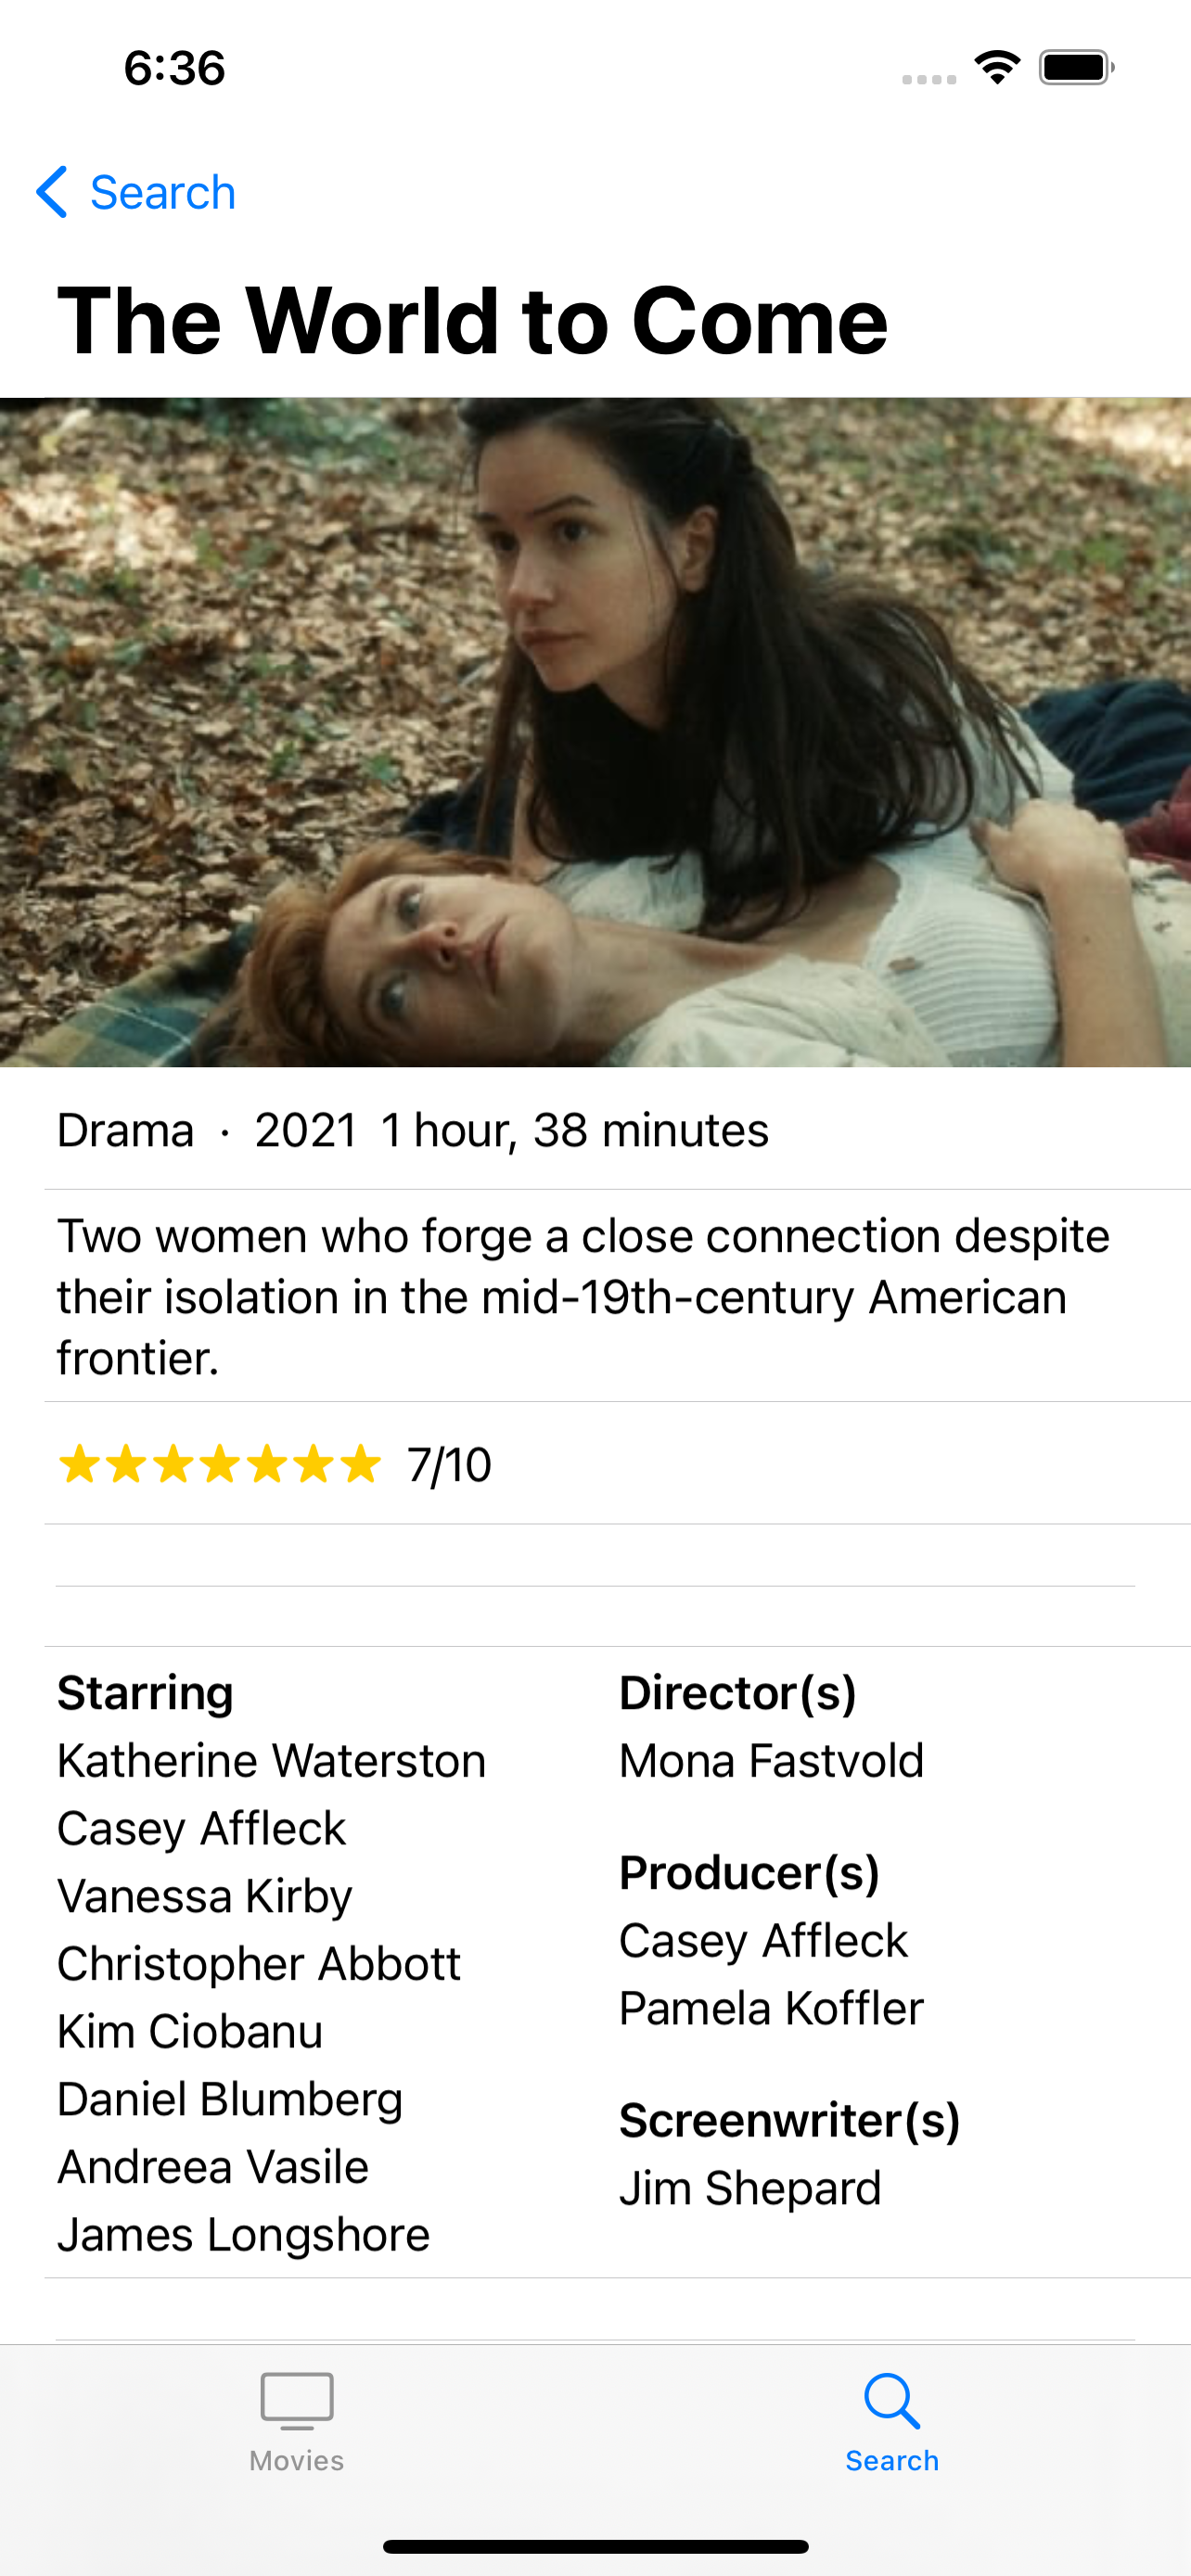 6:36
Search
The World to Come
Drama · 2021 1 hour, 38 minutes
Two women who forge a close connection despite
their isolation in the mid-19th-century American
frontier.
★★★★★★★ 7/10
Starring
Katherine Waterston
Casey Affleck
Vanessa Kirby
Christopher Abbott
Kim Ciobanu
Daniel Blumberg
Andreea Vasile
James Longshore
Director(s)
Mona Fastvold
Producer(s)
Casey Affleck
Pamela Koffler
Screenwriter(s)
Jim Shepard
Movies
Search